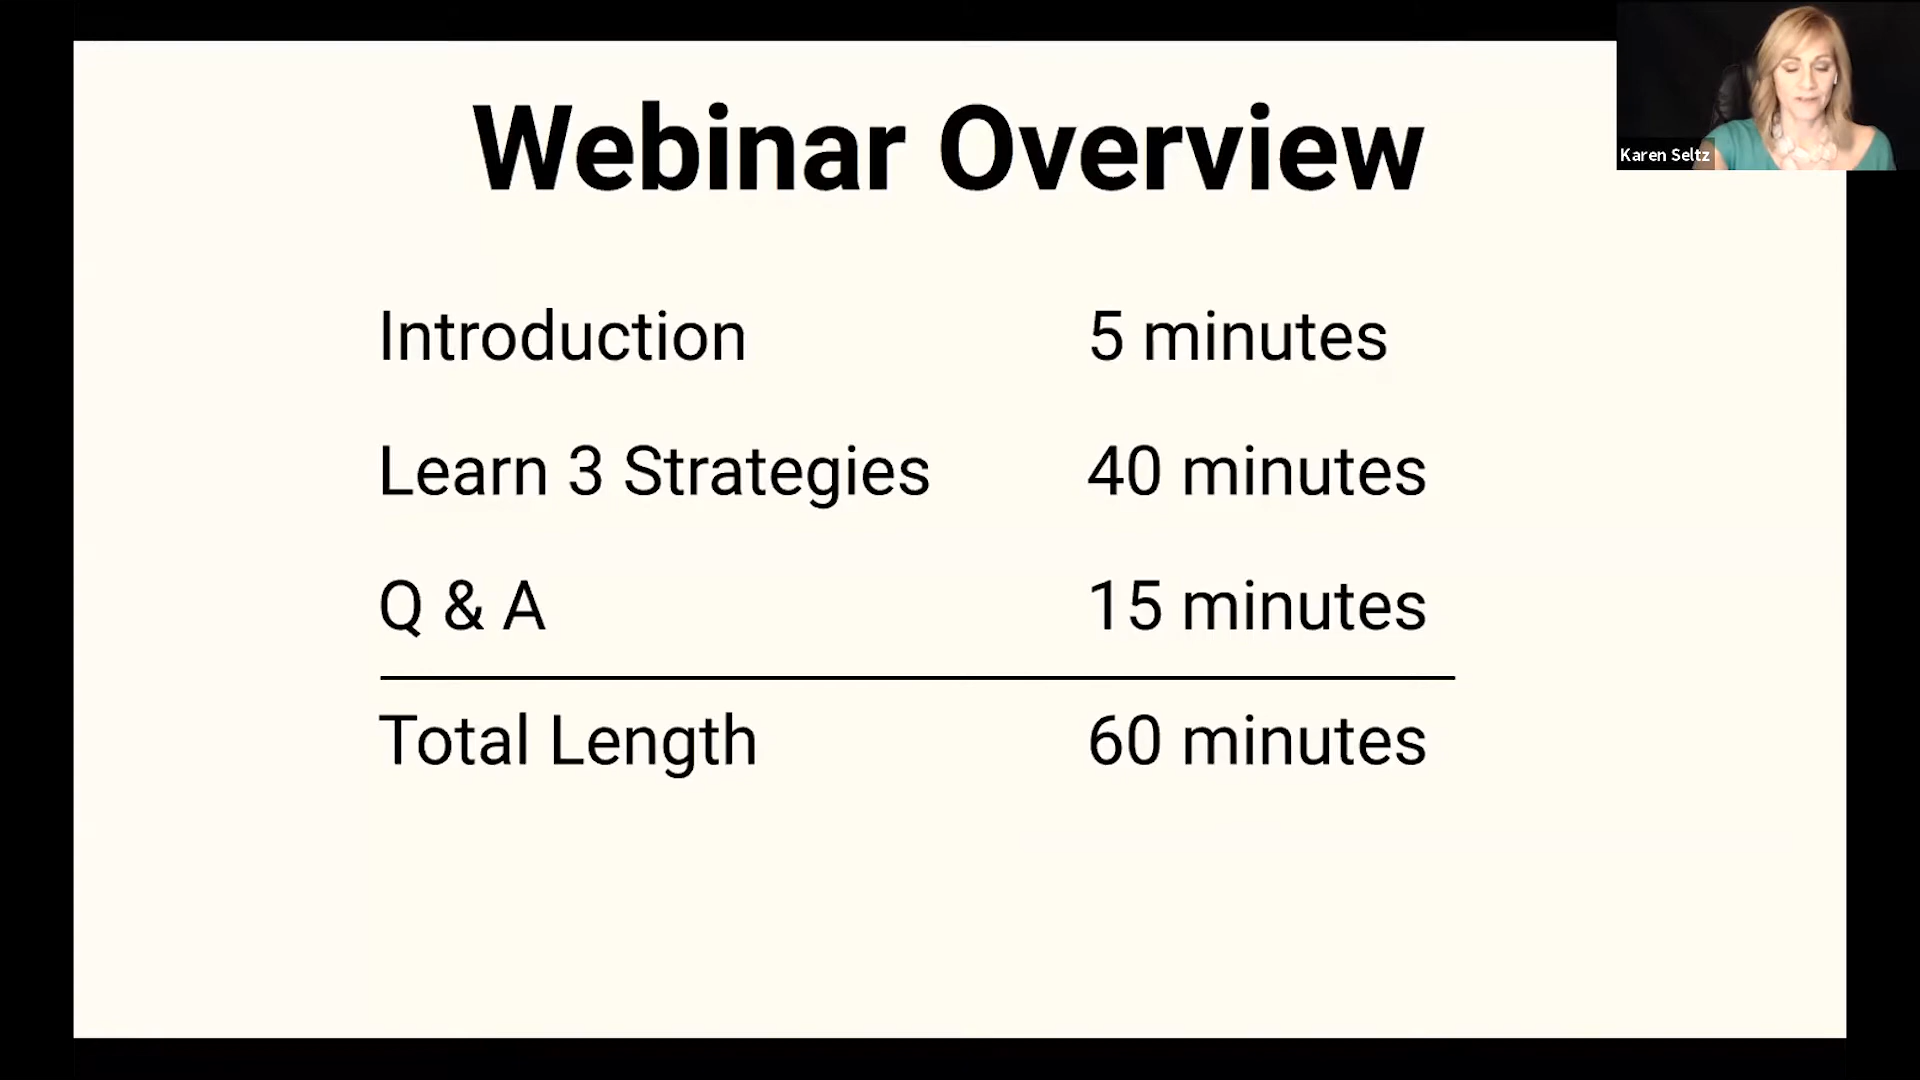 Webinar Overview
Karen Seltz
Introduction 5 minutes
Learn 3 Strategies 40 minutes
Q & A 15 minutes
Total Length 60 minutes